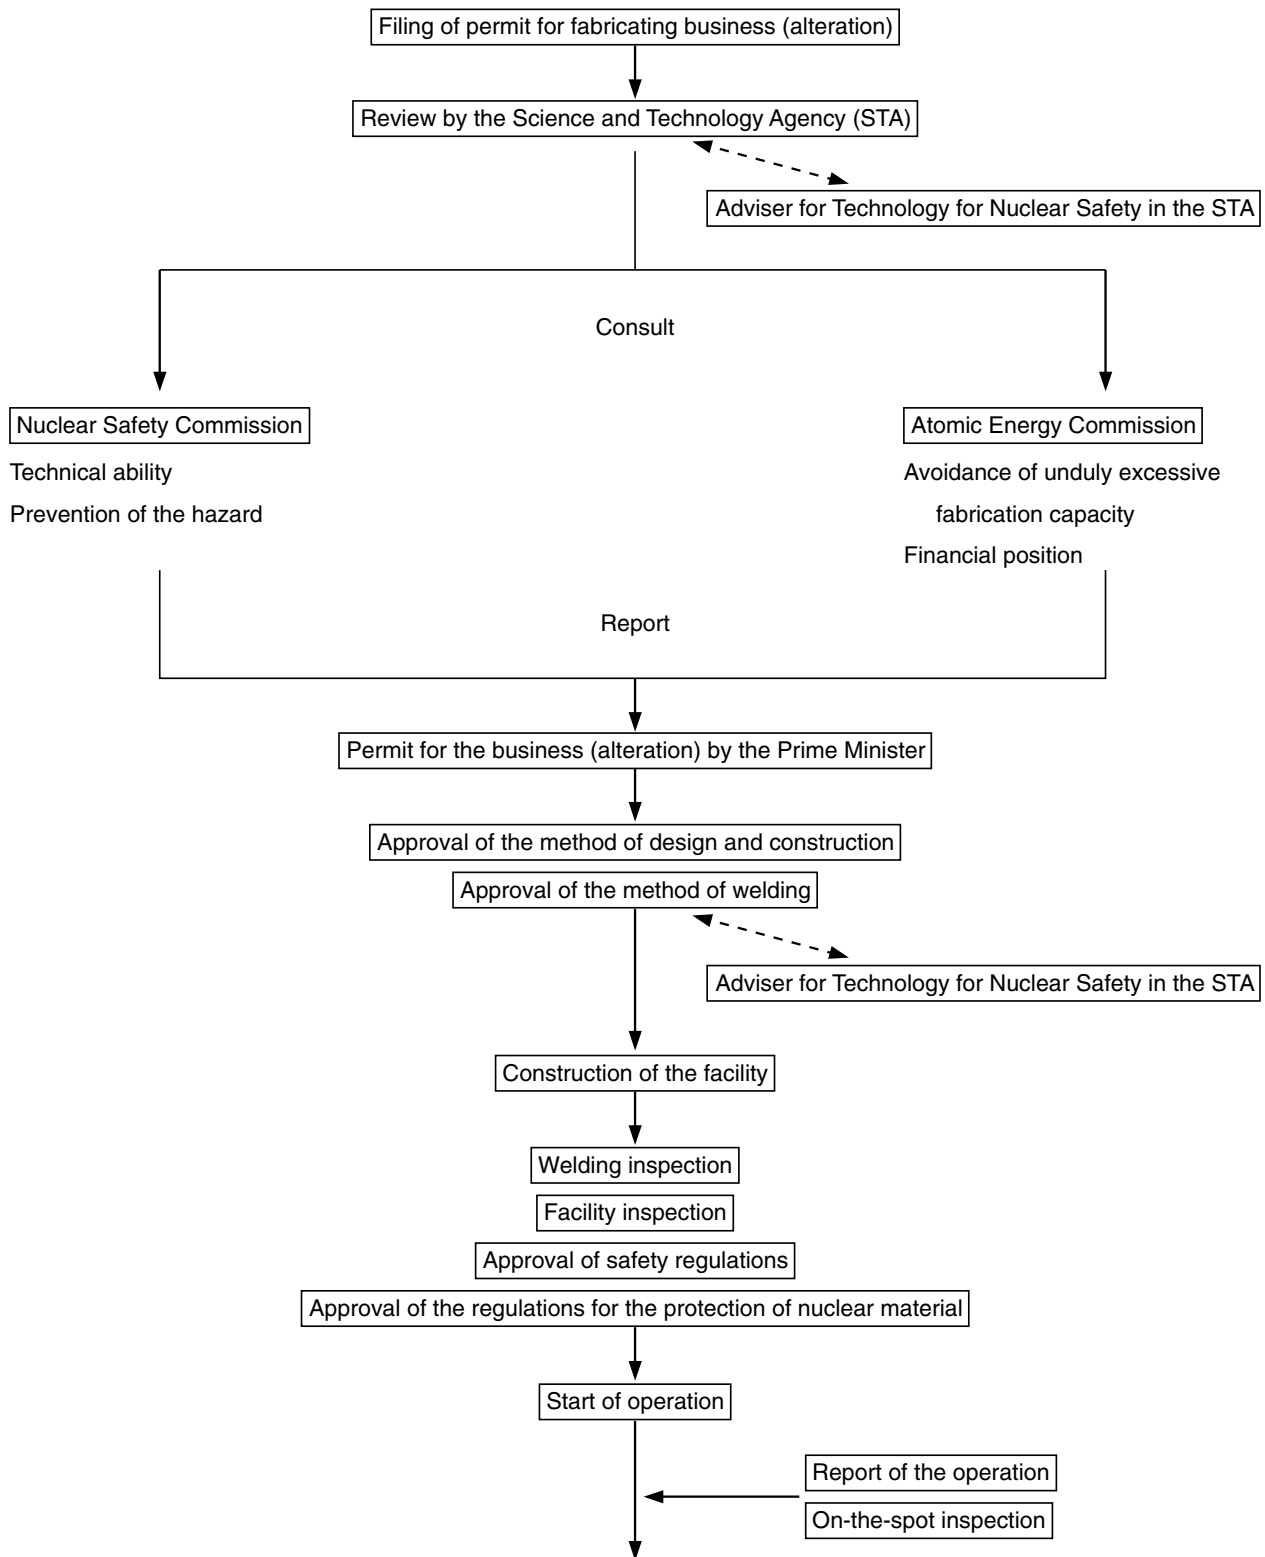 Filing of permit for fabricating business (alteration)
Review by the Science and Technology Agency (STA)
Adviser for Technology for Nuclear Safety in the STA
Consult
Nuclear Safety Commission
Technical ability
Prevention of the hazard
Atomic Energy Commission
Avoidance of unduly excessive
fabrication capacity
Financial position
Report
Permit for the business (alteration) by the Prime Minister
Approval of the method of design and construction
Approval of the method of welding
Adviser for Technology for Nuclear Safety in the STA
Construction of the facility
Welding inspection
Facility inspection
Approval of safety regulations
Approval of the regulations for the protection of nuclear material
Start of operation
Report of the operation
On-the-spot inspection